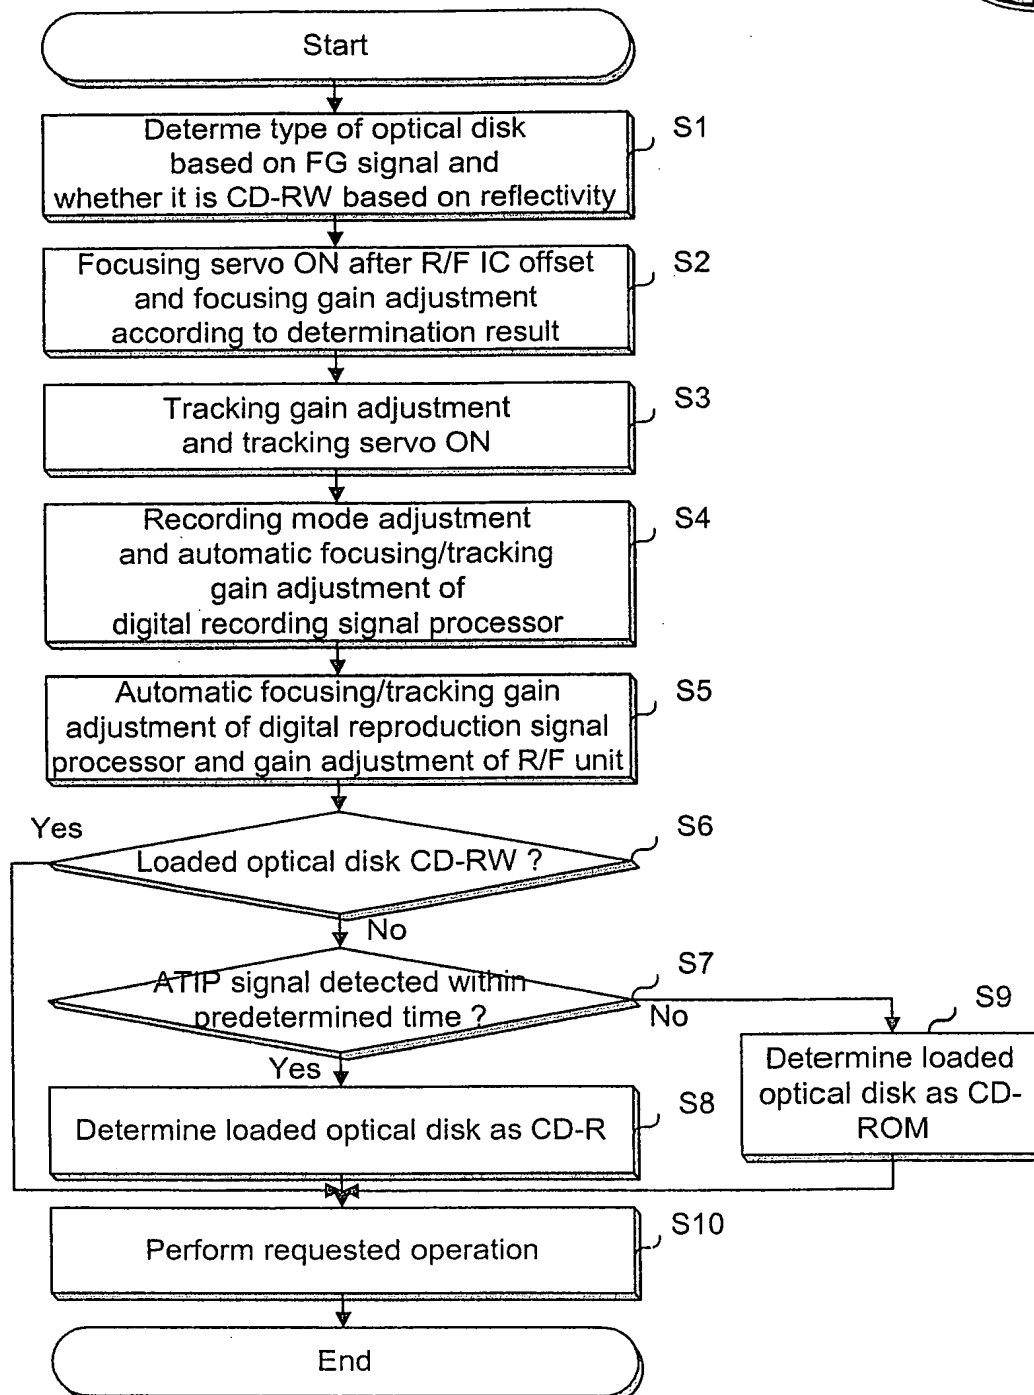 Start
Determe type of optical disk
based on FG signal and
whether it is CD-RW based on reflectivity
S1
Focusing servo ON after R/F IC offset
and focusing gain adjustment
according to determination result
S2
Tracking gain adjustment
and tracking servo ON
S3
Recording mode adjustment
and automatic focusing/tracking
gain adjustment of
digital recording signal processor
S4
Automatic focusing/tracking gain
adjustment of digital reproduction signal
processor and gain adjustment of R/F unit
S5
Yes
Loaded optical disk CD-RW ?
S6
No
ATIP signal detected within
predetermined time ?
S7
No
Yes
S9
Determine loaded
optical disk as CD-
ROM
Determine loaded optical disk as CD-R
S8
Perform requested operation
S10
End